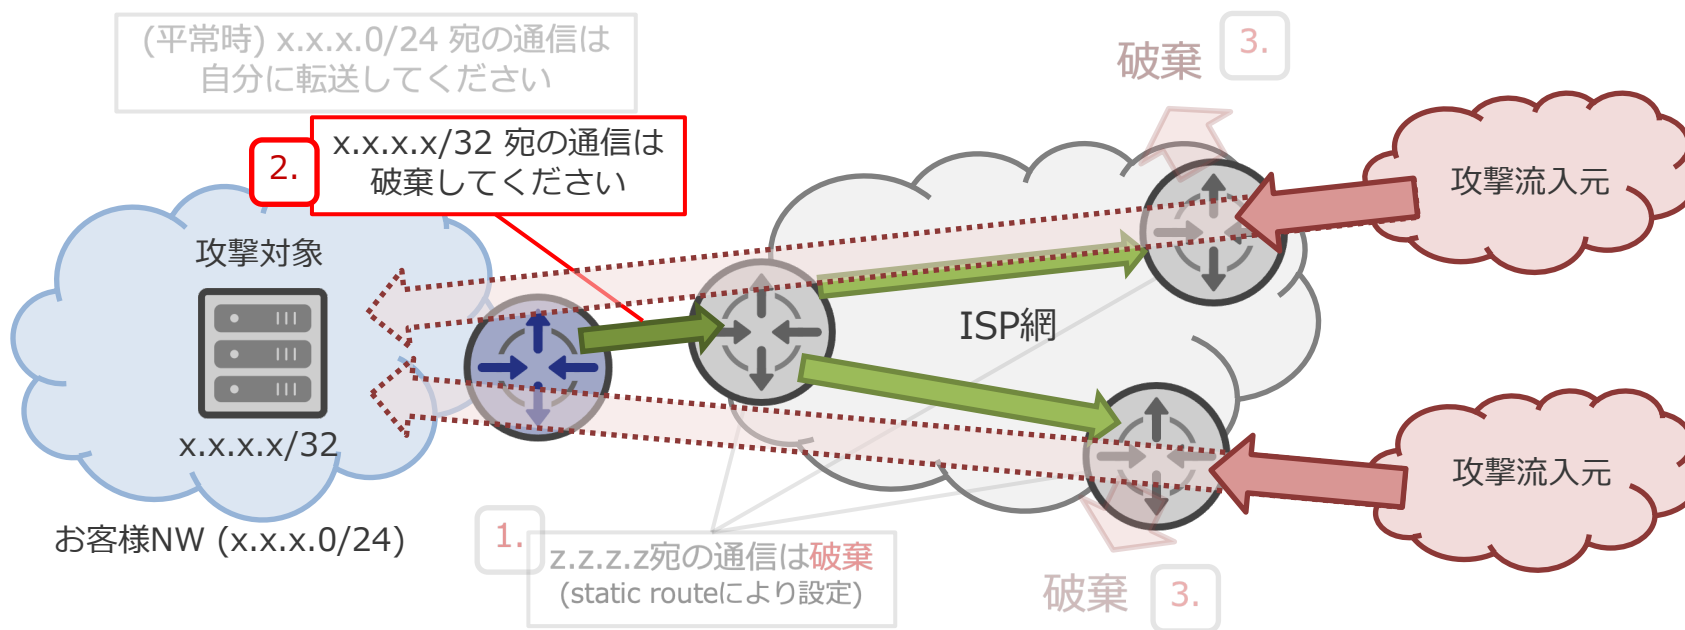 (平常時) x.x.x.0/24 宛の通信は
自分に転送してください
破棄
3.
2.
x.x.x.x/32 宛の通信は
破棄してください
攻撃流入元
攻撃対象
ISP網
x.x.x.x/32
攻撃流入元
お客様NW (x.x.x.0/24)
1.
z.z.z.z宛の通信は破棄
(static routeにより設定)
破棄
3.